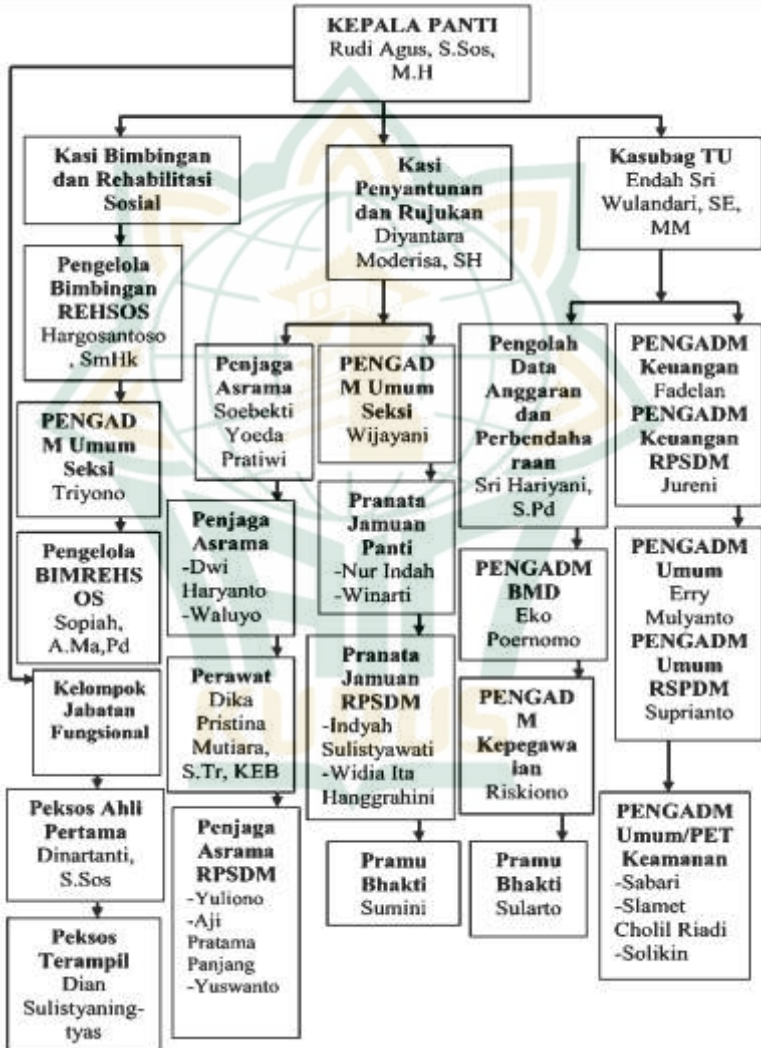 KEPALA PANTI
Rudi Agus, S.Sos,
M.H
Kasi Bimbingan
dan Rehabilitasi
Sosial
Pengelola
Bimbingan
REHSOS
Hargosantoso
, SmHk
PENGAD
M Umum
Seksi
Triyono
Pengelola
BIMREHS
OS
Sopiah,
A.Ma,Pd
Kelompok
Jabatan
Fungsional
Peksos Ahli
Pertama
Dinartanti,
S.Sos
Peksos
Terampil
Dian
Sulistyaning-
tyas
Kasi
Penyantunan
dan Rujukan
Diyantara
Moderisa, SH
Penjaga
Asrama
Soebekti
Yoeda
Pratiwi
Penjaga
Asrama
-Dwi
Haryanto
-Waluyo
Perawat
Dika
Pristina
Mutiara,
S.Tr, KEB
Penjaga
Asrama
RPSDM
-Yuliono
-Aji
Pratama
Panjang
-Yuswanto
PENGAD
M Umum
Seksi
Wijayani
Pranata
Jamuan
Panti
-Nur Indah
-Winarti
Pranata
Jamuan
RPSDM
-Indyah
Sulistyawati
-Widia Ita
Hanggrahini
Pramu
Bhakti
Sumini
Kasubag TU
Endah Sri
Wulandari, SE,
MM
Pengolah
Data
Anggaran
dan
Perbendaha
raan
Sri Hariyani,
S.Pd
PENGADM
BMD
Eko
Poernomo
PENGAD
M
Kepegawa
ian
Riskiono
Pramu
Bhakti
Sularto
PENGADM
Keuangan
Fadelan
PENGADM
Keuangan
RPSDM
Jureni
PENGADM
Umum
Erry
Mulyanto
PENGADM
Umum
RSPDM
Suprianto
PENGADM
Umum/PET
Keamanan
-Sabari
-Slamet
Cholil Riadi
-Solikin